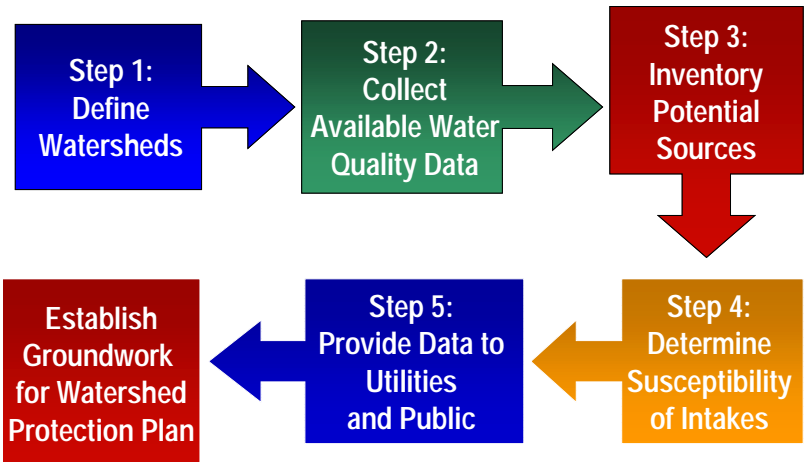 Step 1:
Define
Watersheds
Step 2:
Collect
Available Water
Quality Data
Step 3:
Inventory
Potential
Sources
Step 4:
Determine
Susceptibility
of Intakes
Step 5:
Provide Data to
Utilities
and Public
Establish
Groundwork
for Watershed
Protection Plan